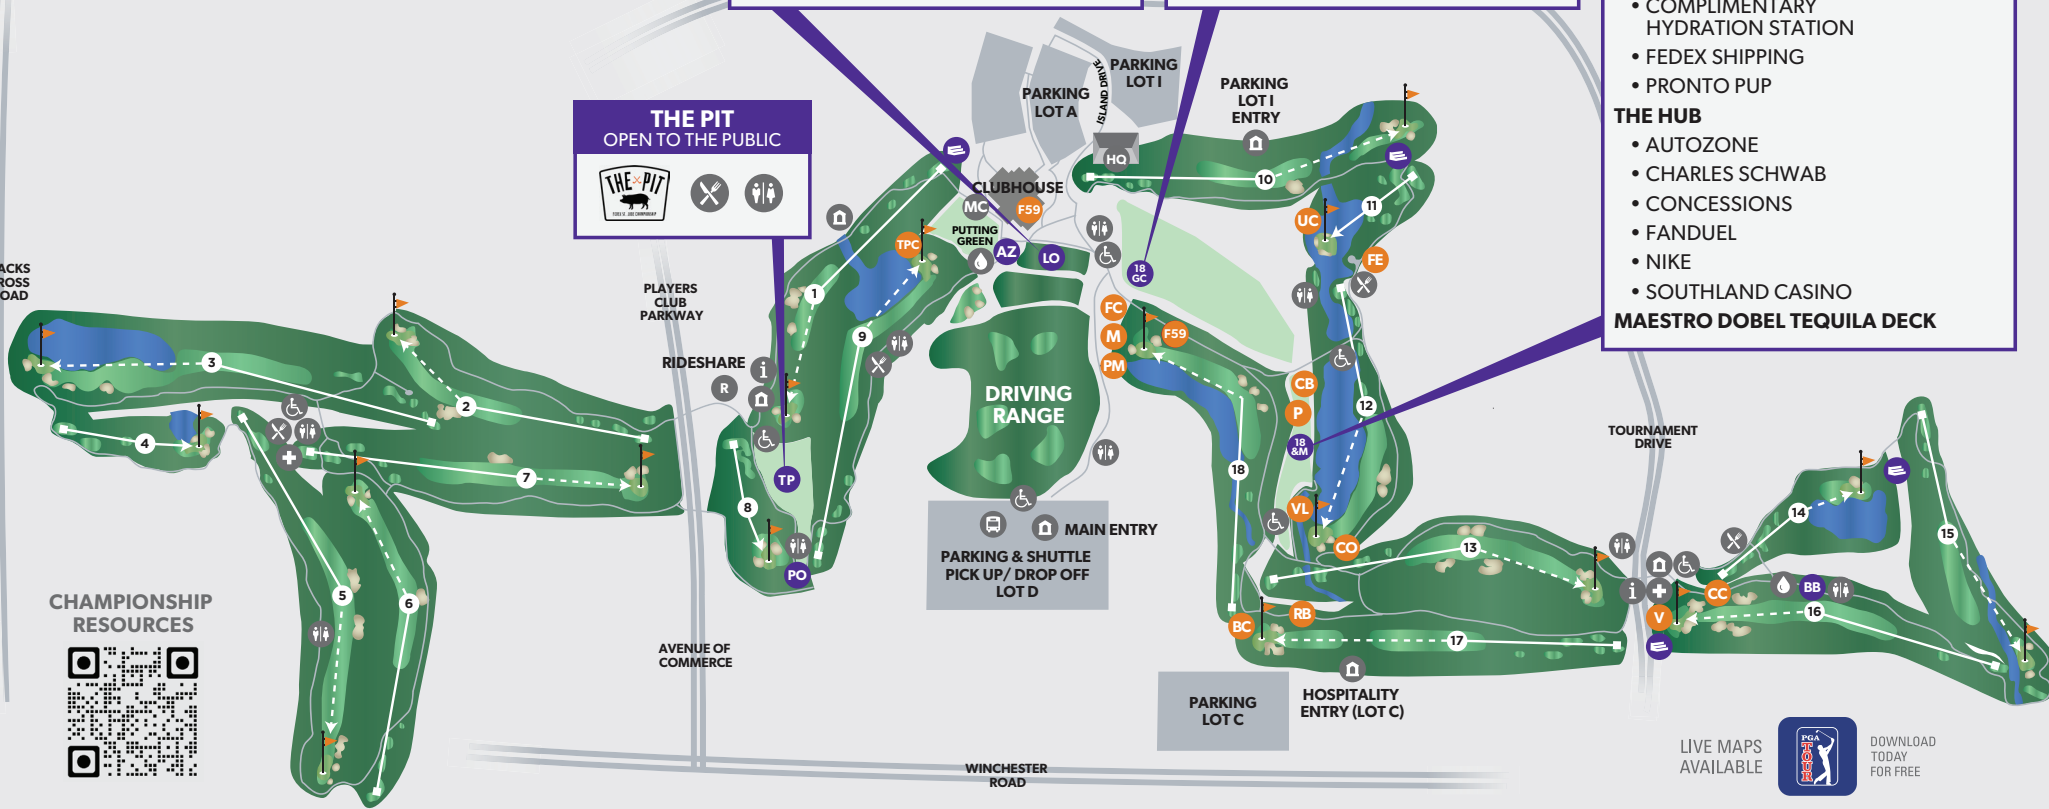 • COMPLIMENTARY
HYDRATION STATION
• FEDEX SHIPPING
• PRONTO PUP
THE HUB
• AUTOZONE
• CHARLES SCHWAB
• CONCESSIONS
• FANDUEL
• NIKE
• SOUTHLAND CASINO
MAESTRO DOBEL TEQUILA DECK
THE PIT
OPEN TO THE PUBLIC
THE PIT
PARKING
LOT A
ISLAND DRIVE
PARKING
LOT I
PARKING
LOT I
ENTRY
HQ
CLUBHOUSE
MC
F59
PUTTING
GREEN
TPC
AZ
LO
18
GC
10
11
UC
FE
ACKS
ROSS
OAD
PLAYERS
CLUB
PARKWAY
1
9
FC
M
F59
PM
3
2
4
7
RIDESHARE
i
R
TP
8
PO
DRIVING
RANGE
CB
P
18
&M
12
18
VL
CO
13
TOURNAMENT
DRIVE
14
15
MAIN ENTRY
PARKING & SHUTTLE
PICK UP/ DROP OFF
LOT D
5
6
CHAMPIONSHIP
RESOURCES
AVENUE OF
COMMERCE
BC
RB
17
i
CC
BB
V
16
PARKING
LOT C
HOSPITALITY
ENTRY (LOT C)
WINCHESTER
ROAD
LIVE MAPS
AVAILABLE
PGA
TOUR
DOWNLOAD
TODAY
FOR FREE